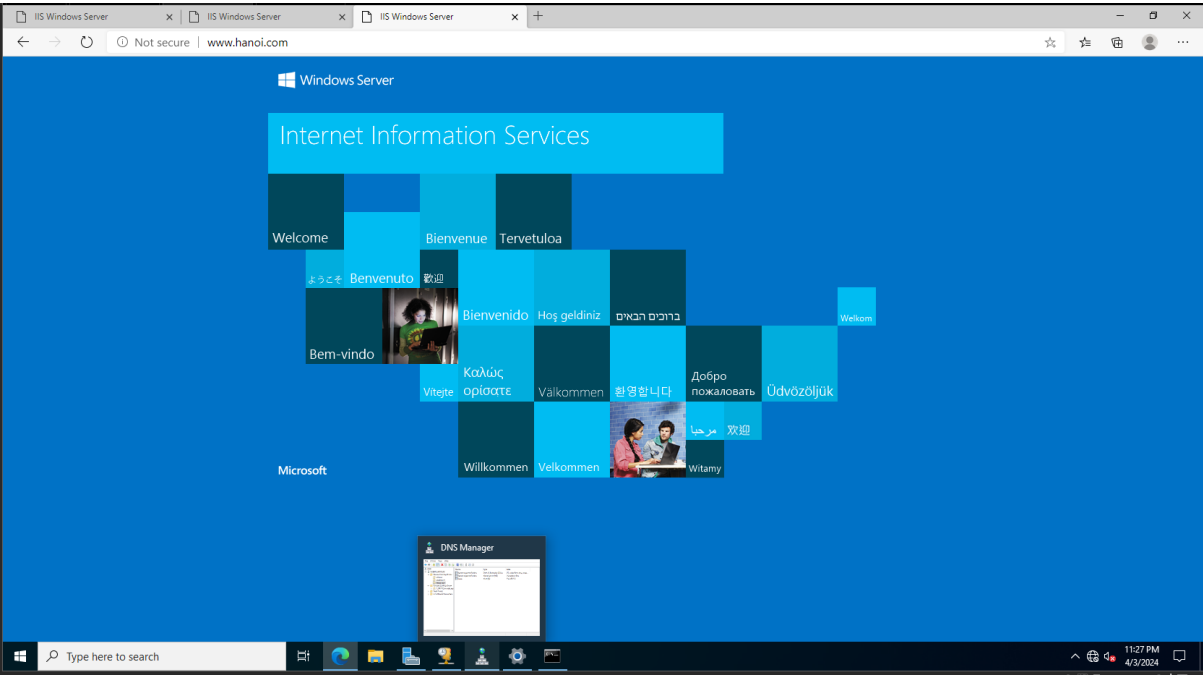 IIS Windows Server
IIS Windows Server
IIS Windows Server
Not secure
www.hanoi.com
Windows Server
Internet Information Services
Welcome
Bienvenue
Tervetuloa
ようこそ
Benvenuto
歡迎
Bienvenido
Hoş geldiniz
ברוכים הבאים
Welkom
Bem-vindo
Vítejte
Καλώς
ορίσατε
Välkommen
환영합니다
Добро
пожаловать
Üdvözöljük
مرحبا
欢迎
Microsoft
Willkommen
Velkommen
Witamy
DNS Manager
Type here to search
11:27 PM
4/3/2024